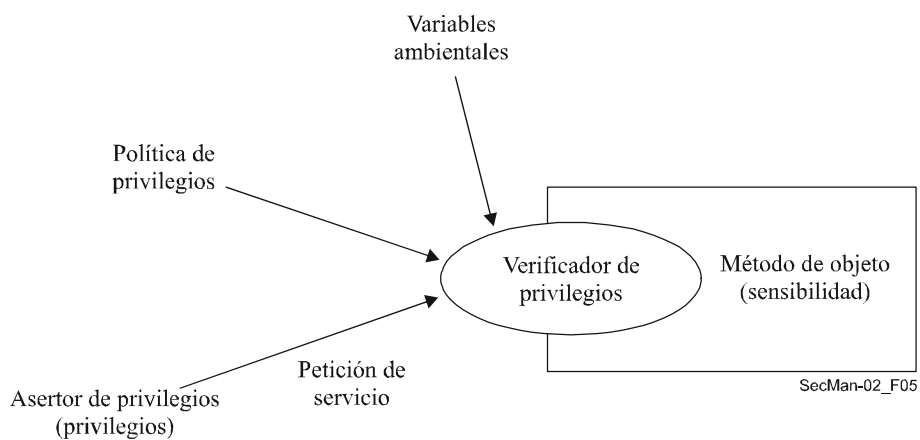 Variables
ambientales
Política de
privilegios
Verificador de
privilegios
Método de objeto
(sensibilidad)
Petición de
servicio
Asertor de privilegios
(privilegios)
SecMan-02_F05